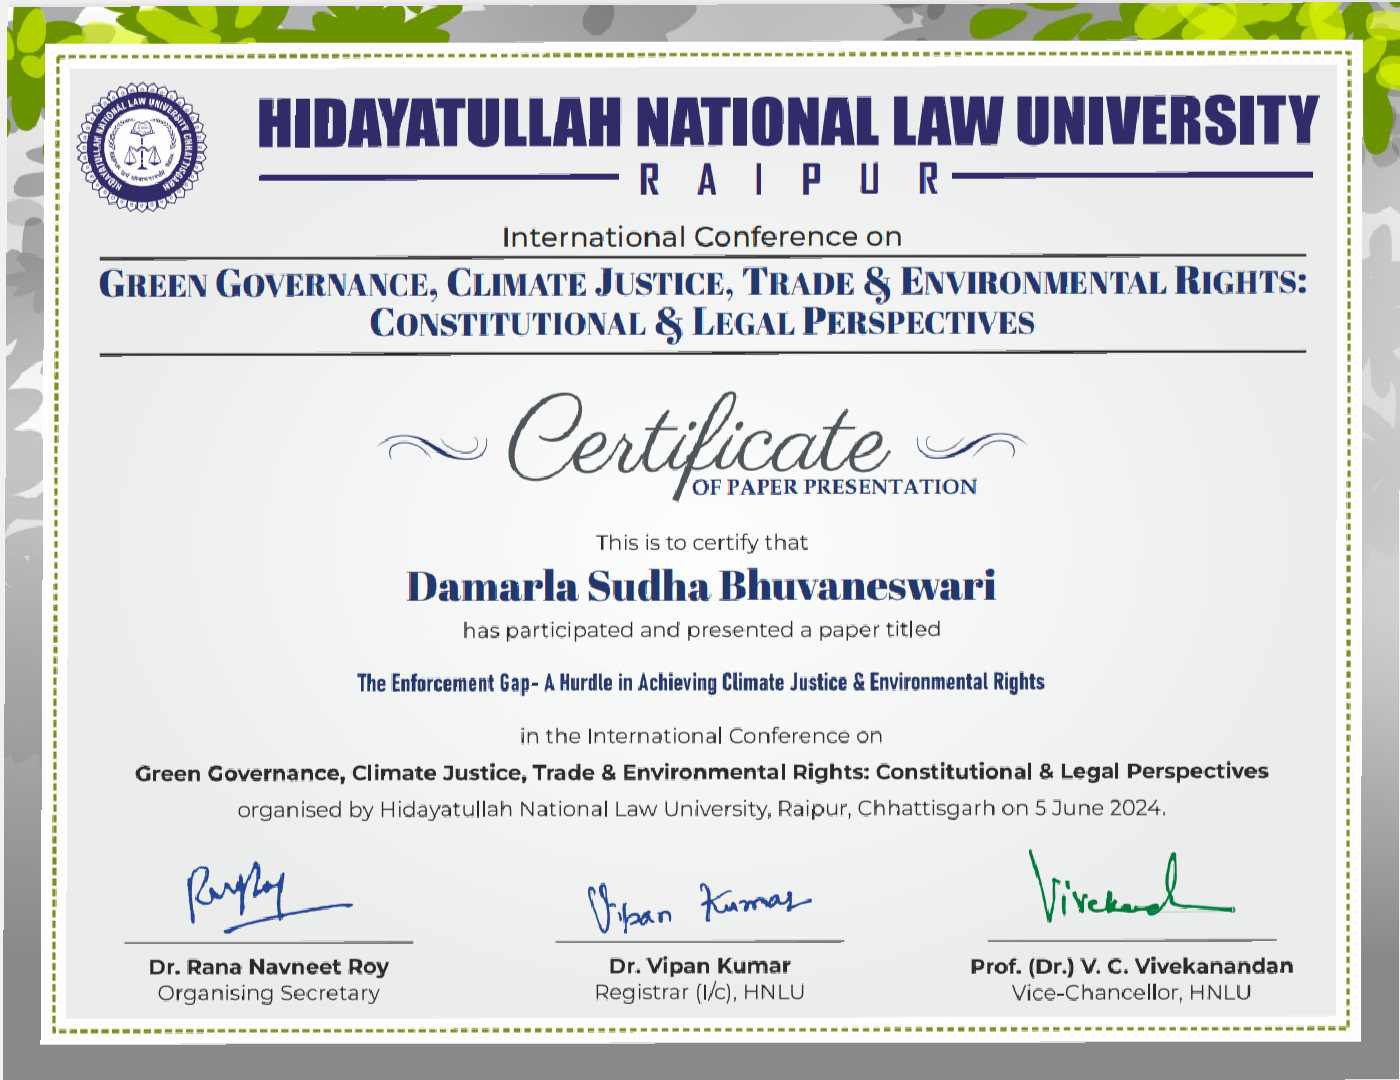 HIDAYATULLAH NATIONAL LAW UNIVERSITY CHHATTISGARH
HIDAYATULLAH NATIONAL LAW UNIVERSITY
RAIPUR
International Conference on
GREEN GOVERNANCE, CLIMATE JUSTICE, TRADE & ENVIRONMENTAL RIGHTS:
CONSTITUTIONAL & LEGAL PERSPECTIVES
Certificate
OF PAPER PRESENTATION
This is to certify that
Damarla Sudha Bhuvaneswari
has participated and presented a paper titled
The Enforcement Gap- A Hurdle in Achieving Climate Justice & Environmental Rights
in the International Conference on
Green Governance, Climate Justice, Trade & Environmental Rights: Constitutional & Legal Perspectives
organised by Hidayatullah National Law University, Raipur, Chhattisgarh on 5 June 2024.
Vipan Kumar
Dr. Rana Navneet Roy
Organising Secretary
Dr. Vipan Kumar
Registrar (I/c), HNLU
Prof. (Dr.) V. C. Vivekanandan
Vice-Chancellor, HNLU